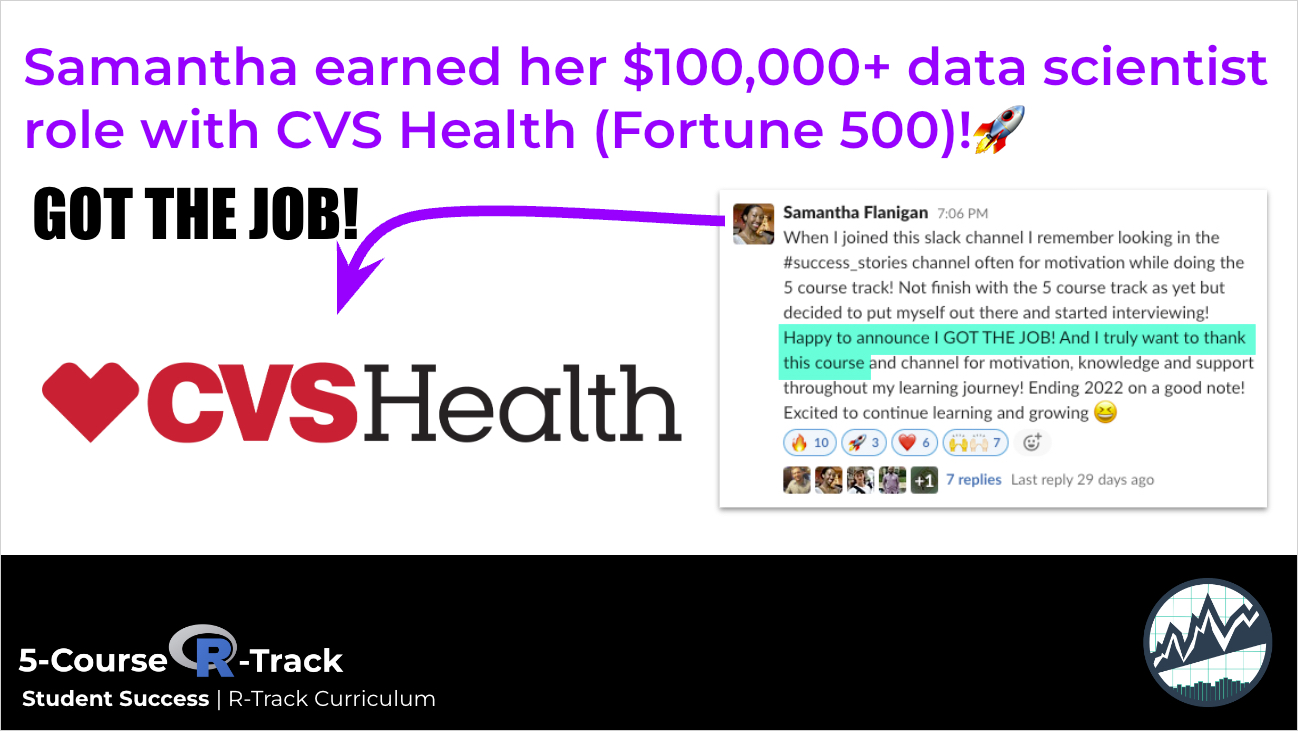 Samantha earned her $100,000+ data scientist
role with CVS Health (Fortune 500)!🚀
GOT THE JOB!
CVSHealth
Samantha Flanigan 7:06 PM
When I joined this slack channel I remember looking in the
#success_stories channel often for motivation while doing the
5 course track! Not finish with the 5 course track as yet but
decided to put myself out there and started interviewing!
Happy to announce I GOT THE JOB! And I truly want to thank
this course and channel for motivation, knowledge and support
throughout my learning journey! Ending 2022 on a good note!
Excited to continue learning and growing 😆
🔥 10 🚀 3 ❤️ 6 🙌🙌🏻 7
+1 7 replies Last reply 29 days ago
5-Course R-Track
Student Success | R-Track Curriculum